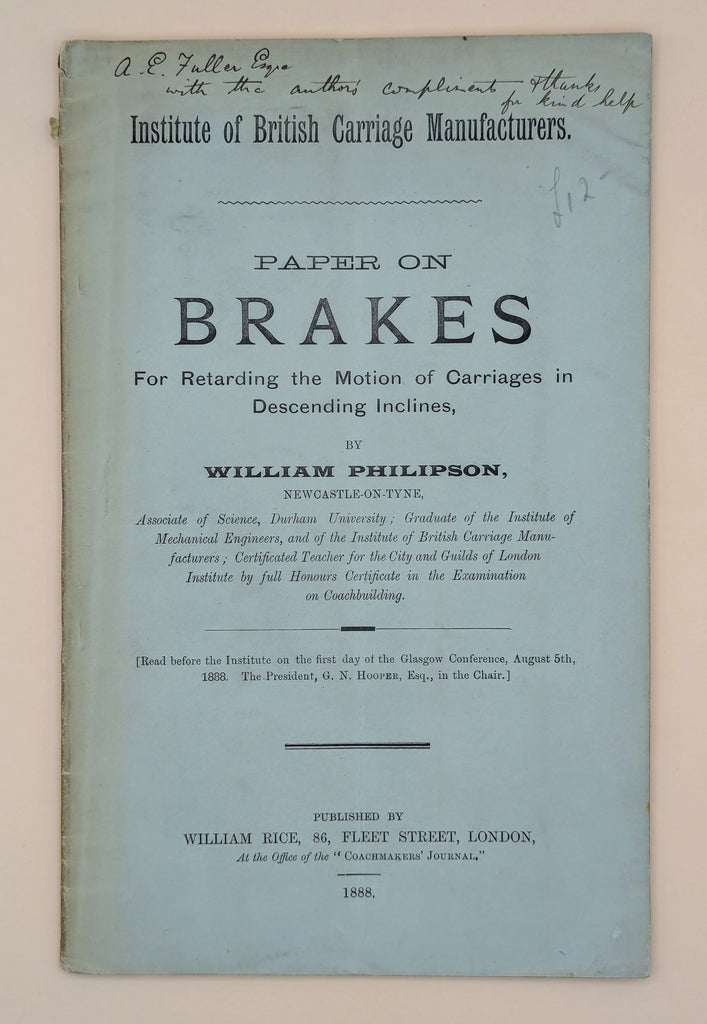 A. E. Fuller Esqre
with the author's compliments & thanks
for kind help
Institute of British Carriage Manufacturers.
£12-
PAPER ON
BRAKES
For Retarding the Motion of Carriages in
Descending Inclines,
BY
WILLIAM PHILIPSON,
NEWCASTLE-ON-TYNE,
Associate of Science, Durham University; Graduate of the Institute of
Mechanical Engineers, and of the Institute of British Carriage Manu-
facturers; Certificated Teacher for the City and Guilds of London
Institute by full Honours Certificate in the Examination
on Coachbuilding.
[Read before the Institute on the first day of the Glasgow Conference, August 5th,
1888. The President, G. N. HOOPER, Esq., in the Chair.]
PUBLISHED BY
WILLIAM RICE, 86, FLEET STREET, LONDON,
At the Office of the "COACHMAKERS' JOURNAL,"
1888.